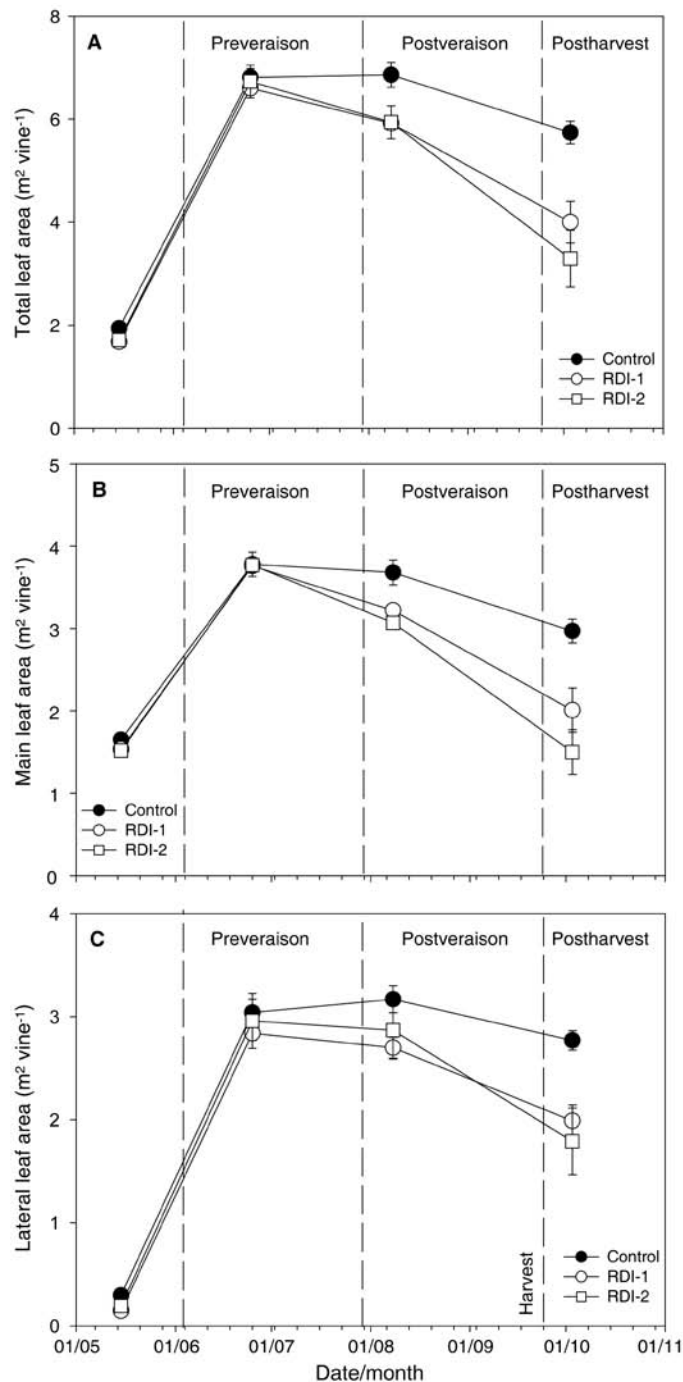 A Preveraison Postveraison Postharvest
8
6
4
2
0
Total leaf area (m² vine⁻¹)
Control
RDI-1
RDI-2
B Preveraison Postveraison Postharvest
5
4
3
2
1
0
Main leaf area (m² vine⁻¹)
Control
RDI-1
RDI-2
C Preveraison Postveraison Postharvest
4
3
2
1
0
Lateral leaf area (m² vine⁻¹)
Harvest
Control
RDI-1
RDI-2
01/05 01/06 01/07 01/08 01/09 01/10 01/11
Date/month